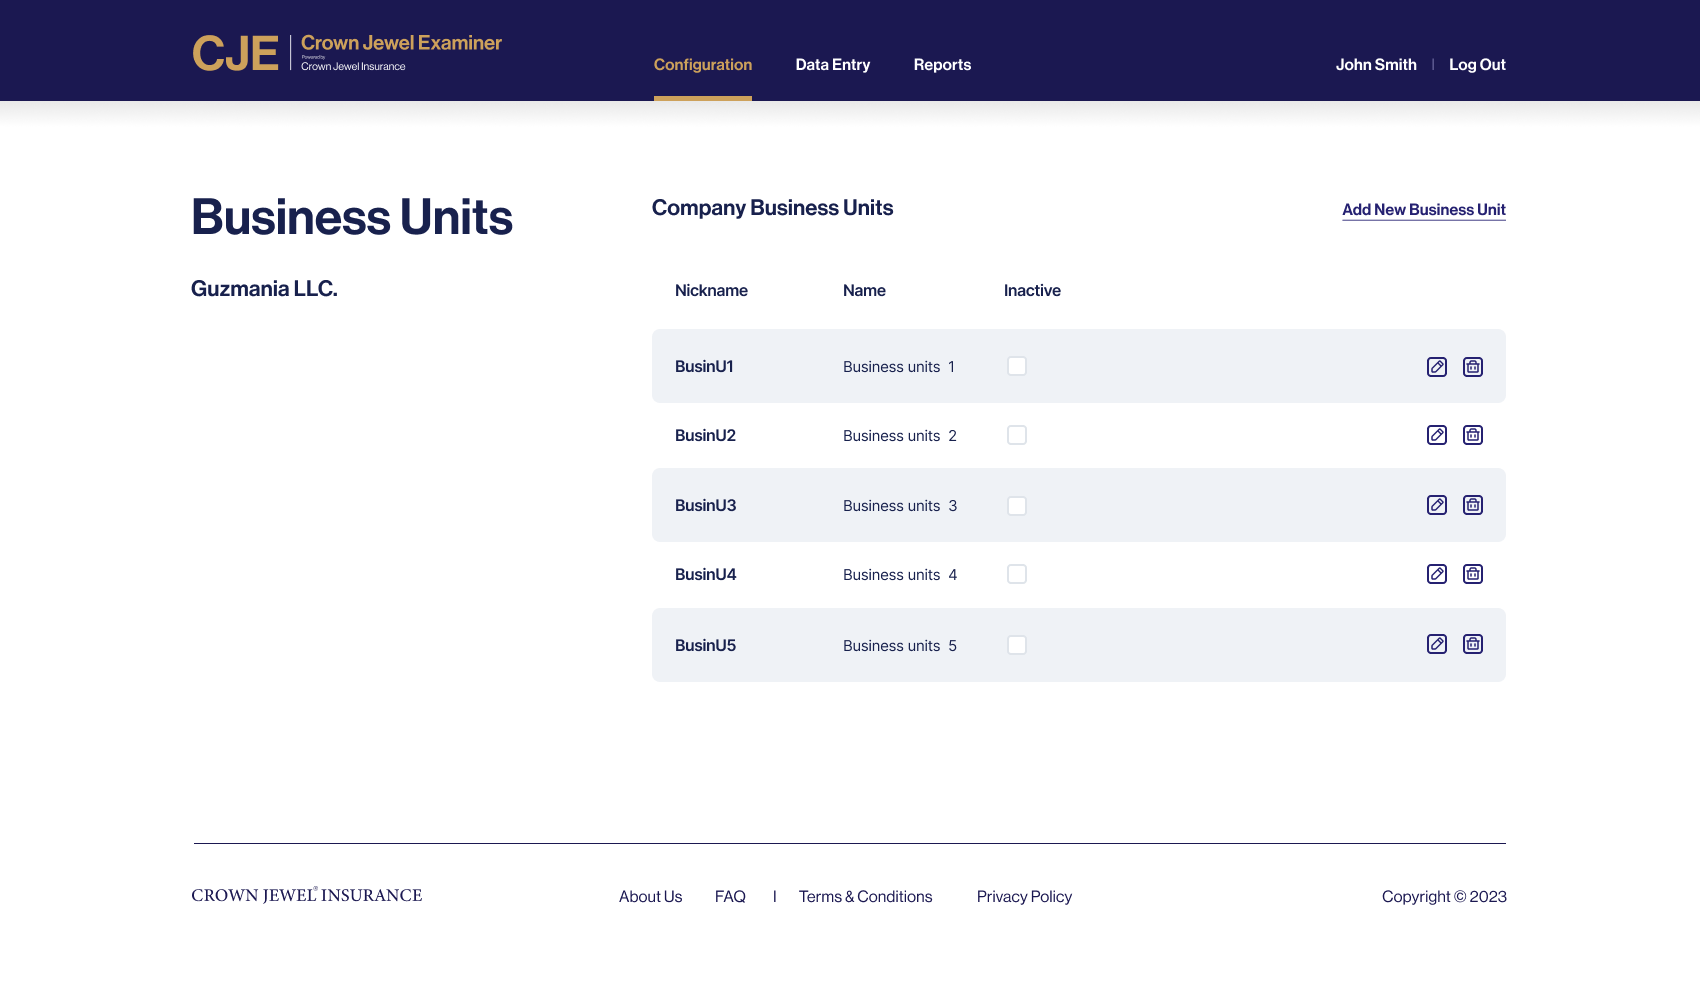 CJE
Crown Jewel Examiner
Powered by
Crown Jewel Insurance
Configuration
Data Entry
Reports
John Smith | Log Out
Business Units
Guzmania LLC.
Company Business Units
Add New Business Unit
Nickname Name Inactive
BusinU1 Business units 1
BusinU2 Business units 2
BusinU3 Business units 3
BusinU4 Business units 4
BusinU5 Business units 5
CROWN JEWEL® INSURANCE
About Us FAQ | Terms & Conditions Privacy Policy
Copyright © 2023